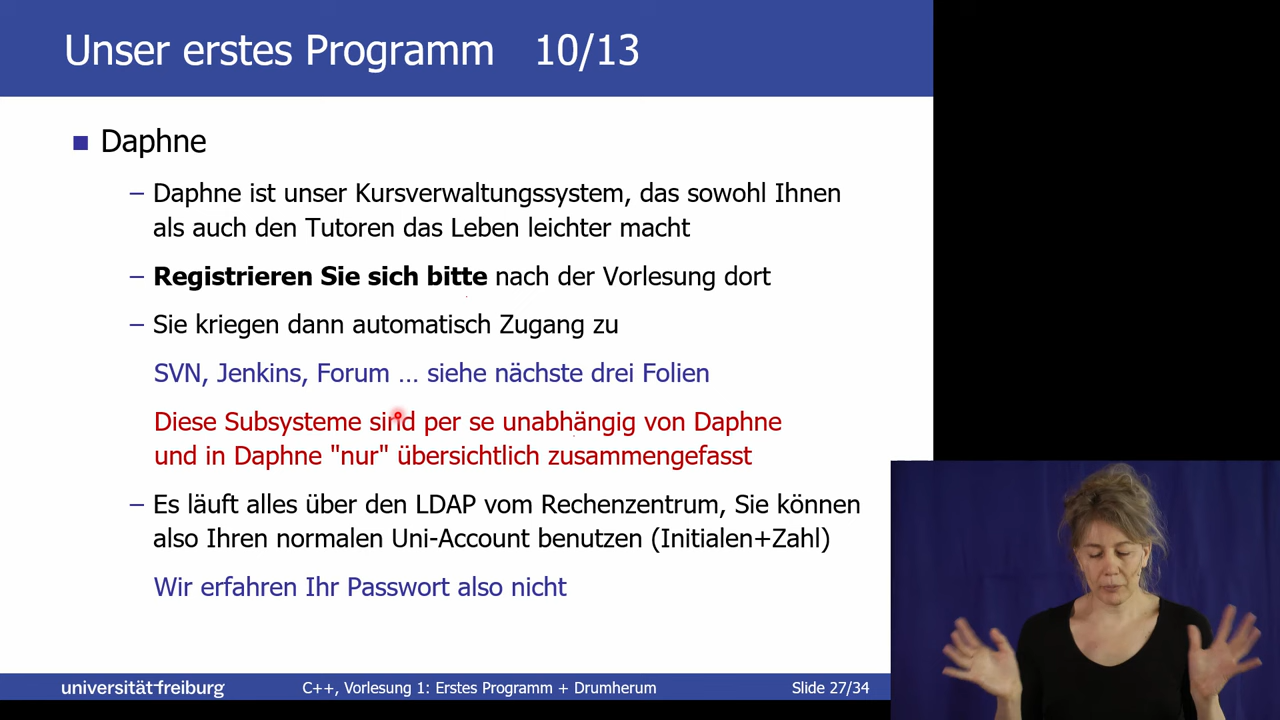 Unser erstes Programm 10/13
Daphne
– Daphne ist unser Kursverwaltungssystem, das sowohl Ihnen
als auch den Tutoren das Leben leichter macht
– Registrieren Sie sich bitte nach der Vorlesung dort
– Sie kriegen dann automatisch Zugang zu
SVN, Jenkins, Forum … siehe nächste drei Folien
Diese Subsysteme sind per se unabhängig von Daphne
und in Daphne "nur" übersichtlich zusammengefasst
– Es läuft alles über den LDAP vom Rechenzentrum, Sie können
also Ihren normalen Uni-Account benutzen (Initialen+Zahl)
Wir erfahren Ihr Passwort also nicht
universität freiburg
C++, Vorlesung 1: Erstes Programm + Drumherum
Slide 27/34